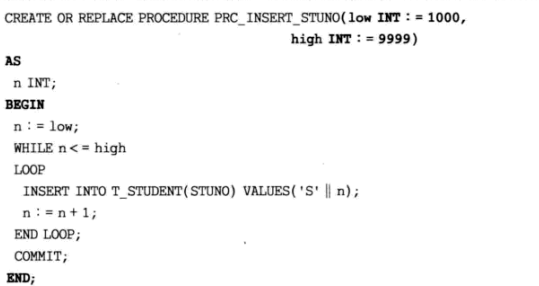 CREATE OR REPLACE PROCEDURE PRC_INSERT_STUNO(low INT := 1000,
high INT := 9999)
AS
n INT;
BEGIN
n := low;
WHILE n<= high
LOOP
INSERT INTO T_STUDENT(STUNO) VALUES('S' || n);
n := n+1;
END LOOP;
COMMIT;
END;